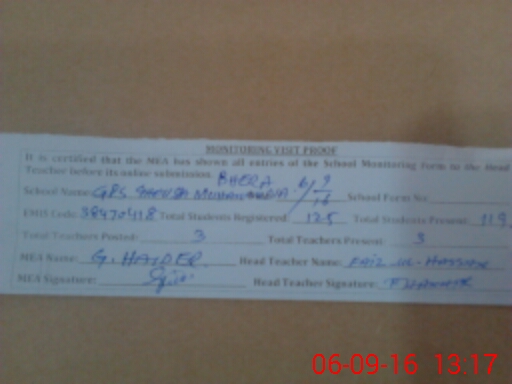 MONITORING VISIT PROOF
It is certified that the MEA has shown all entries of the School Monitoring form to the Head
Teacher before its online submission. BHERA 6/9/16
School Name: GPS School Form No:
EMIS Code: 38470418 Total Students Registered 125 Total Students Present: 119
Total Teachers Posted: 3 Total Teachers Present: 3
MEA Name: G. HAIDER Head Teacher Name: FAIZ UL-HASSAN
MEA Signature: Head Teacher Signature:
06-09-16 13:17